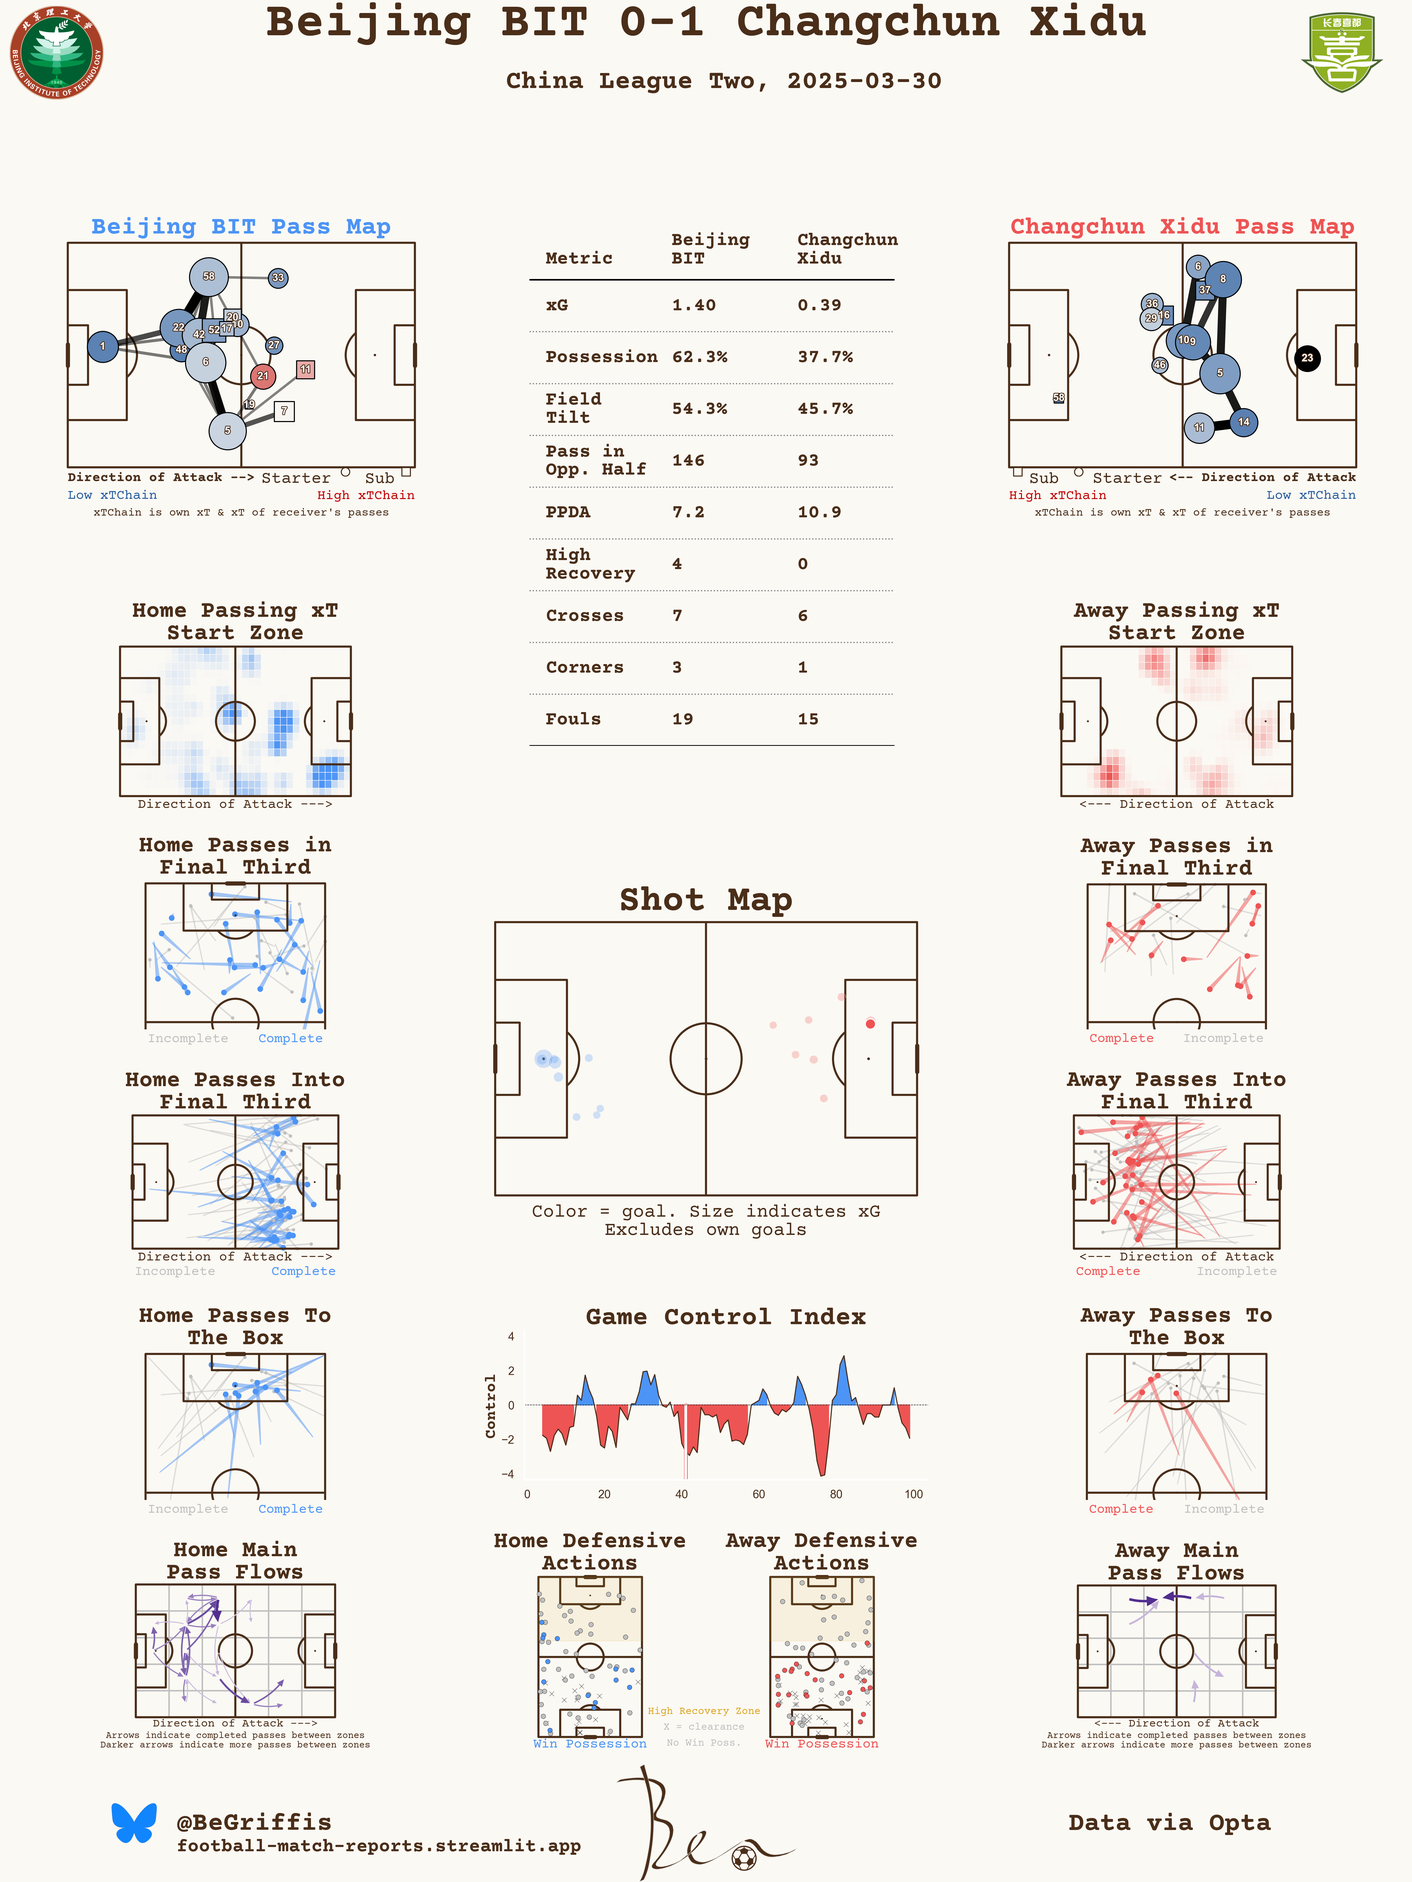 Beijing BIT 0-1 Changchun Xidu
China League Two, 2025-03-30
北京理工大学
BEIJING INSTITUTE OF TECHNOLOGY
1940
长春喜都
喜
Beijing BIT Pass Map
58
33
22
20
10
42
52
17
1
48
6
27
21
11
19
7
5
Direction of Attack --> Starter Sub
Low xTChain High xTChain
xTChain is own xT & xT of receiver's passes
Metric Beijing BIT Changchun Xidu
xG 1.40 0.39
Possession 62.3% 37.7%
Field Tilt 54.3% 45.7%
Pass in Opp. Half 146 93
PPDA 7.2 10.9
High Recovery 4 0
Crosses 7 6
Corners 3 1
Fouls 19 15
Changchun Xidu Pass Map
6
8
37
36
29
16
10
9
23
46
5
58
11
14
Sub Starter <-- Direction of Attack
High xTChain Low xTChain
xTChain is own xT & xT of receiver's passes
Home Passing xT
Start Zone
Direction of Attack --->
Away Passing xT
Start Zone
<--- Direction of Attack
Home Passes in
Final Third
Incomplete Complete
Away Passes in
Final Third
Complete Incomplete
Shot Map
Color = goal. Size indicates xG
Excludes own goals
Home Passes Into
Final Third
Direction of Attack --->
Incomplete Complete
Away Passes Into
Final Third
<--- Direction of Attack
Complete Incomplete
Home Passes To
The Box
Incomplete Complete
Game Control Index
Control
4
2
0
−2
−4
0 20 40 60 80 100
Away Passes To
The Box
Complete Incomplete
Home Main
Pass Flows
Direction of Attack --->
Arrows indicate completed passes between zones
Darker arrows indicate more passes between zones
Home Defensive
Actions
Win Possession
Away Defensive
Actions
Win Possession
High Recovery Zone
X = clearance
No Win Poss.
Away Main
Pass Flows
<--- Direction of Attack
Arrows indicate completed passes between zones
Darker arrows indicate more passes between zones
@BeGriffis
football-match-reports.streamlit.app
Ben
Data via Opta